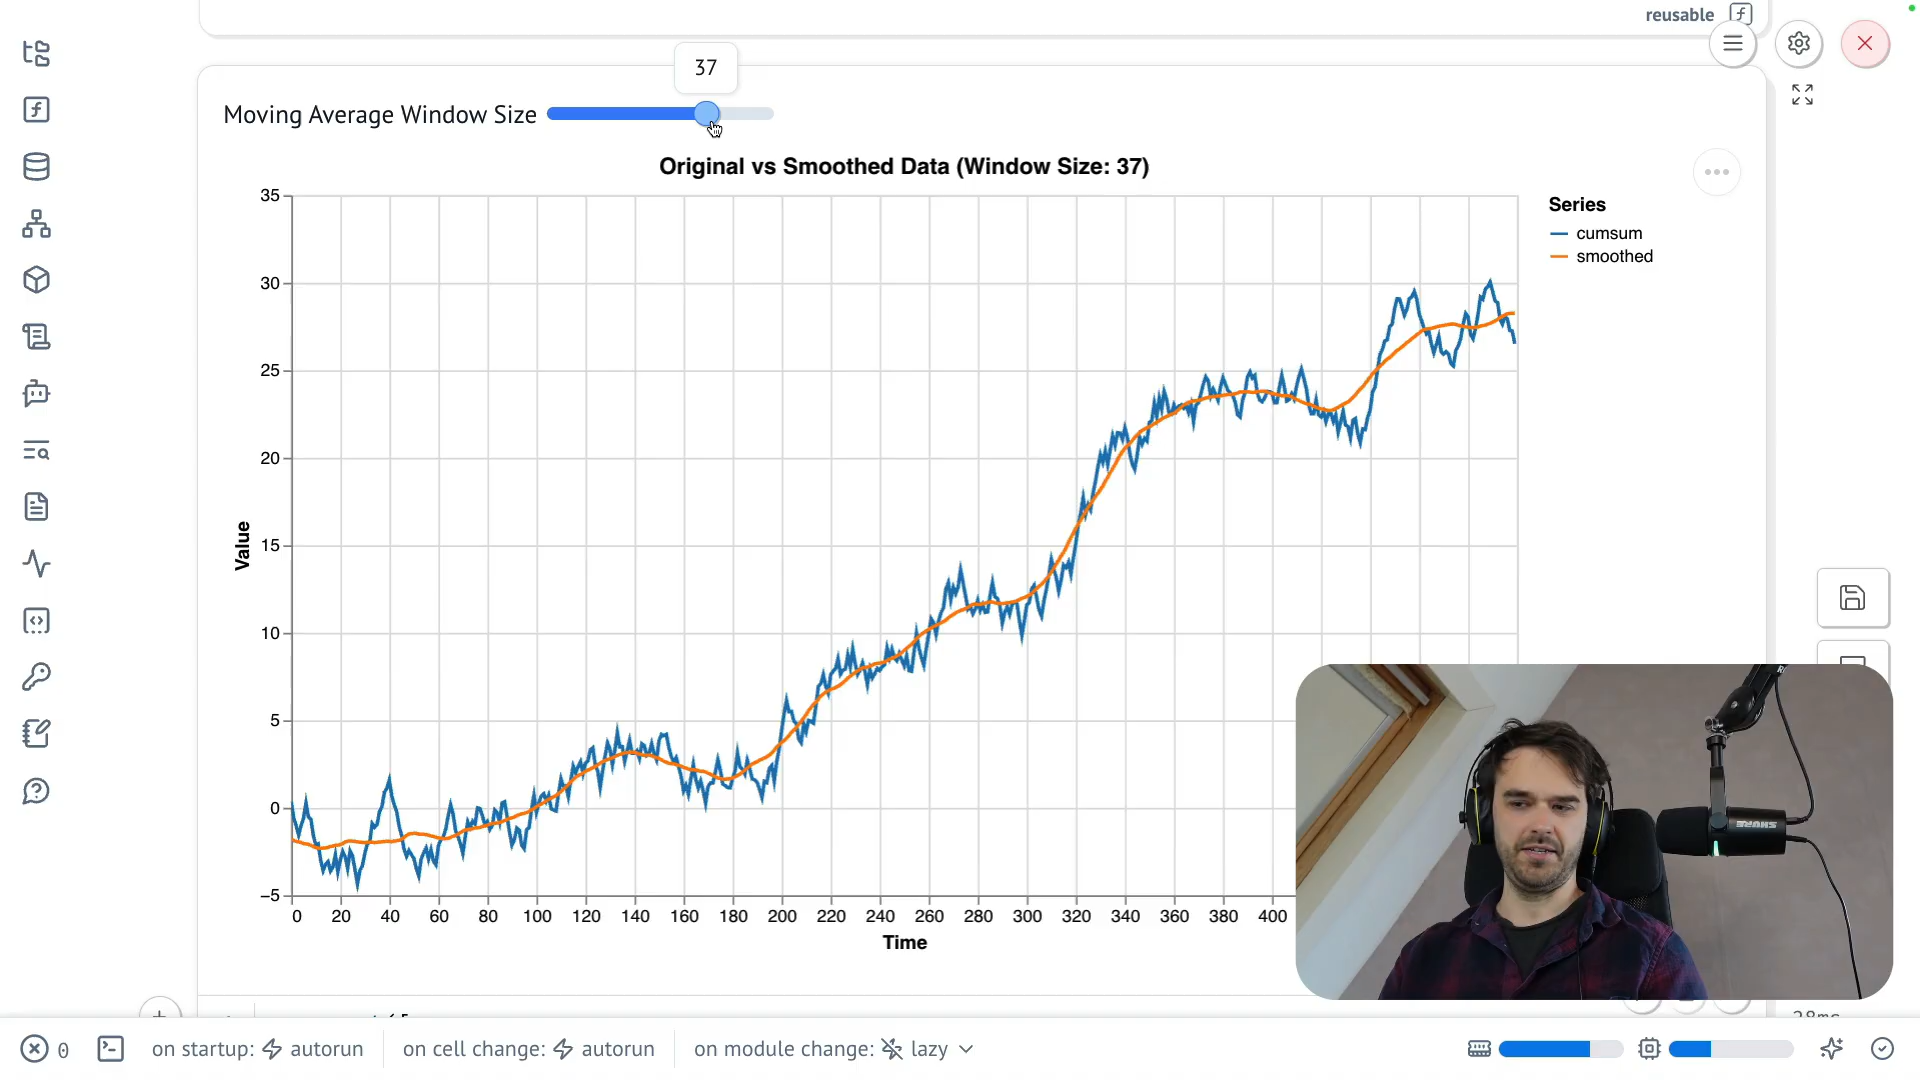 reusable
37
Moving Average Window Size
Original vs Smoothed Data (Window Size: 37)
Series
cumsum
smoothed
35
30
25
20
15
10
5
0
−5
Value
0 20 40 60 80 100 120 140 160 180 200 220 240 260 280 300 320 340 360 380 400
Time
SHURE
0 on startup: autorun on cell change: autorun on module change: lazy